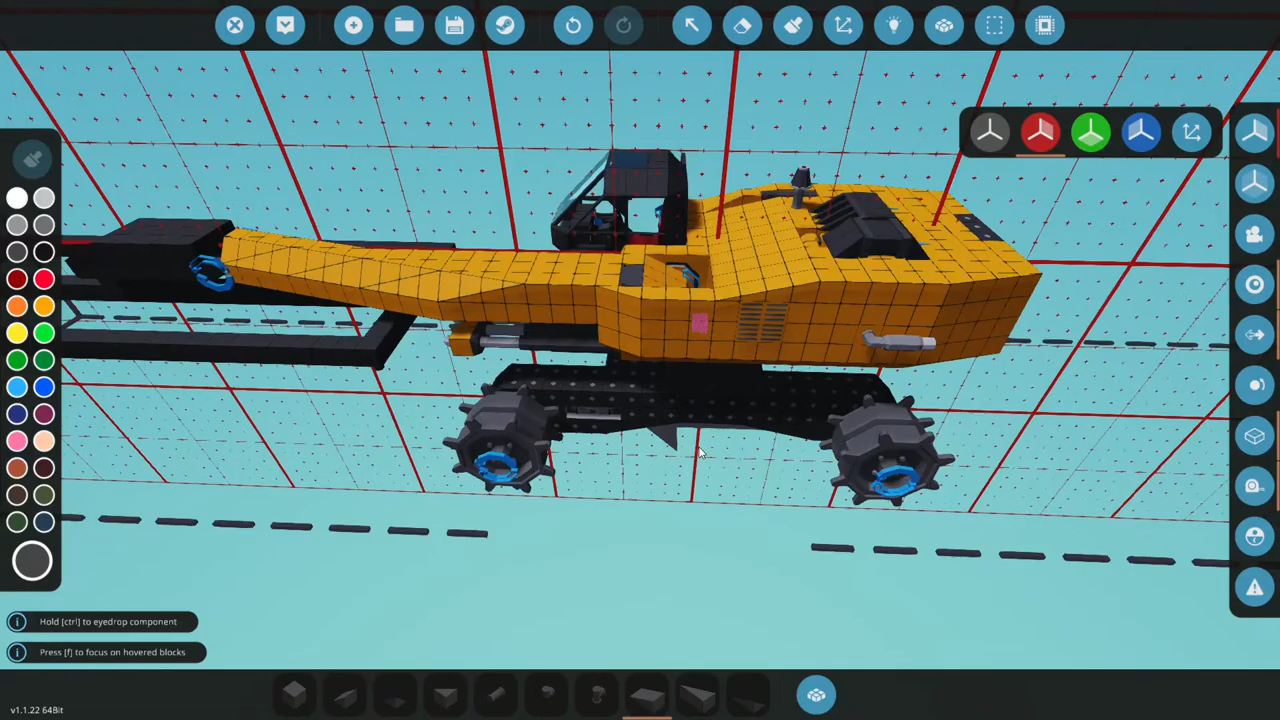 Hold [ctrl] to eyedrop component
Press [f] to focus on hovered blocks
v1.1.22 64Bit